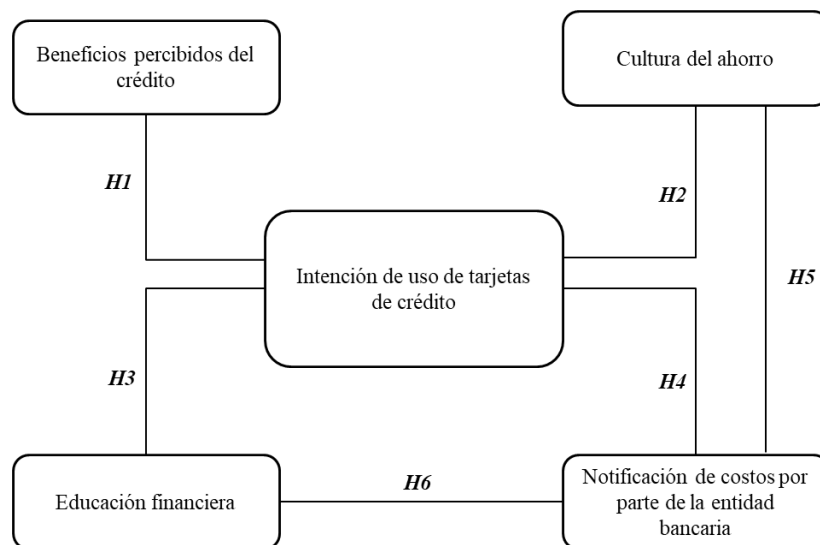 Beneficios percibidos del
crédito
Cultura del ahorro
H1
H2
Intención de uso de tarjetas
de crédito
H5
H3
H4
Educación financiera
H6
Notificación de costos por
parte de la entidad
bancaria